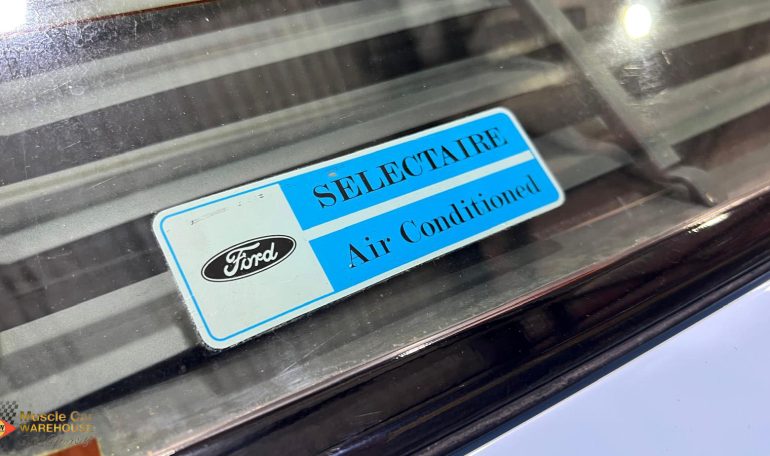 SELECTAIRE
Air Conditioned
Ford
Muscle Car
WAREHOUSE